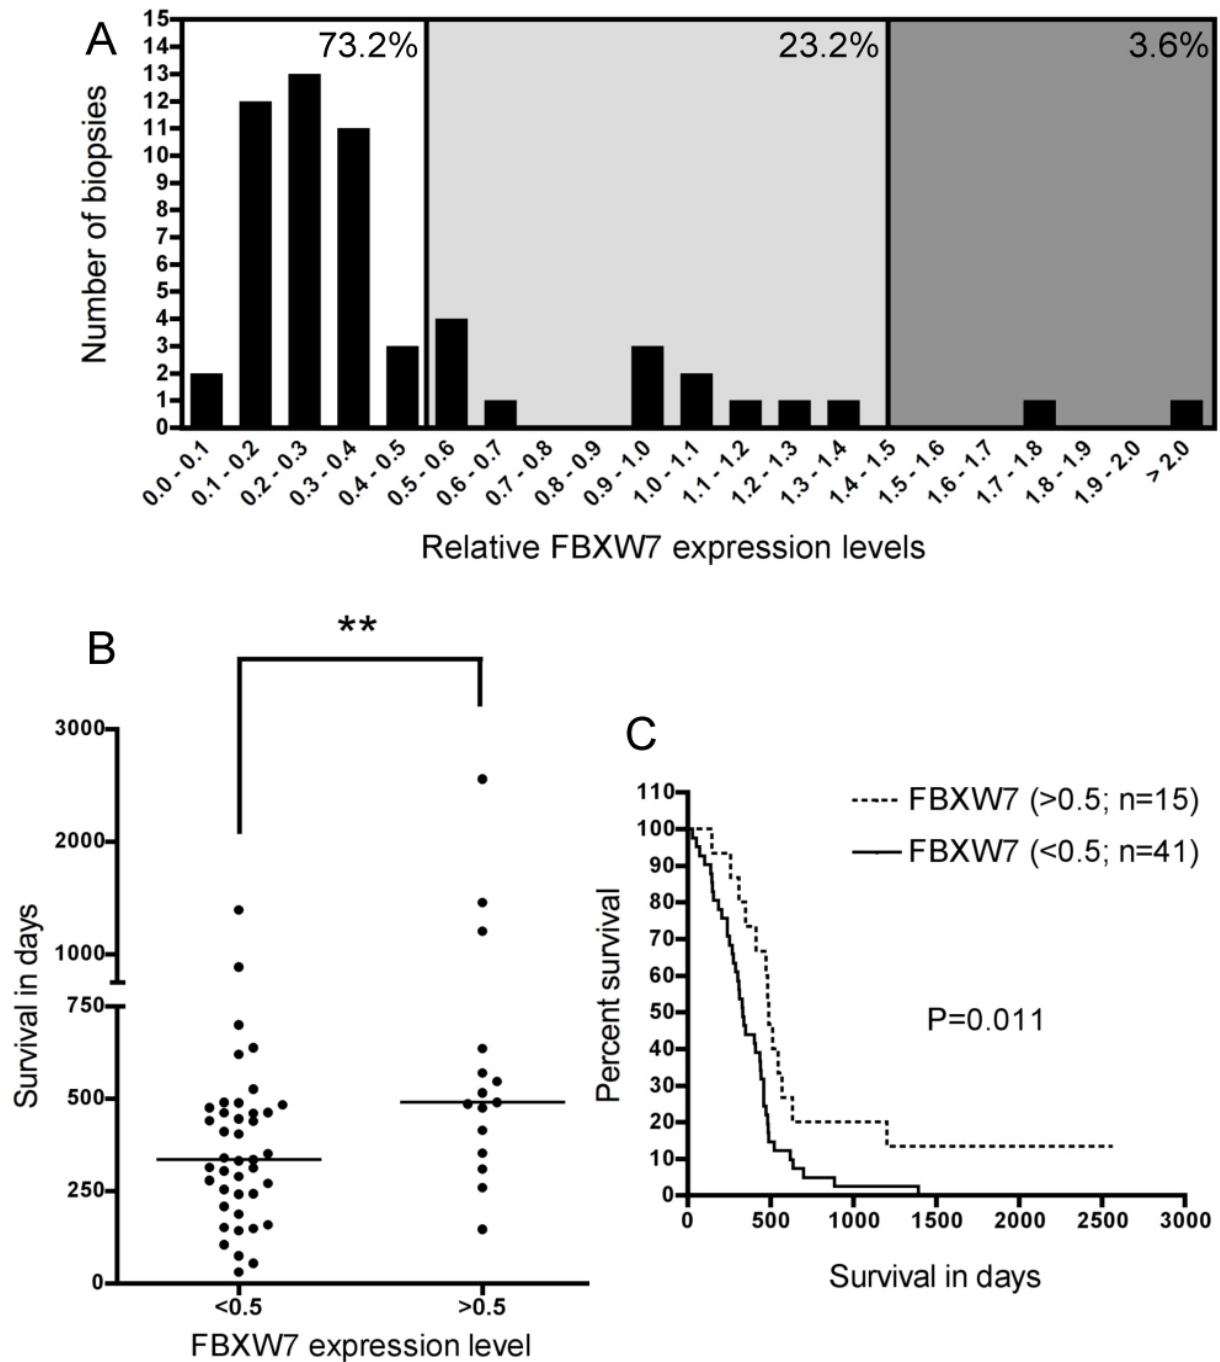 A
15
14
13
12
11
10
9
8
7
6
5
4
3
2
1
0
Number of biopsies
73.2%
23.2%
3.6%
0.0 - 0.1
0.1 - 0.2
0.2 - 0.3
0.3 - 0.4
0.4 - 0.5
0.5 - 0.6
0.6 - 0.7
0.7 - 0.8
0.8 - 0.9
0.9 - 1.0
1.0 - 1.1
1.1 - 1.2
1.2 - 1.3
1.3 - 1.4
1.4 - 1.5
1.5 - 1.6
1.6 - 1.7
1.7 - 1.8
1.8 - 1.9
1.9 - 2.0
> 2.0
Relative FBXW7 expression levels
B
**
3000
2000
1000
750
500
250
0
Survival in days
<0.5
>0.5
FBXW7 expression level
C
110
100
90
80
70
60
50
40
30
20
10
0
Percent survival
FBXW7 (>0.5; n=15)
FBXW7 (<0.5; n=41)
P=0.011
0
500
1000
1500
2000
2500
3000
Survival in days